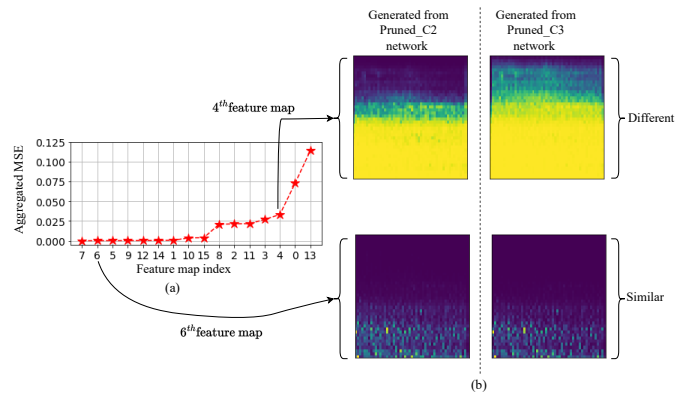 Generated from
Pruned_C2
network
Generated from
Pruned_C3
network
4th feature map
Different
Aggregated MSE
0.125
0.100
0.075
0.050
0.025
0.000
7 6 5 9 12 14 1 10 15 8 2 11 3 4 0 13
Feature map index
(a)
6th feature map
Similar
(b)